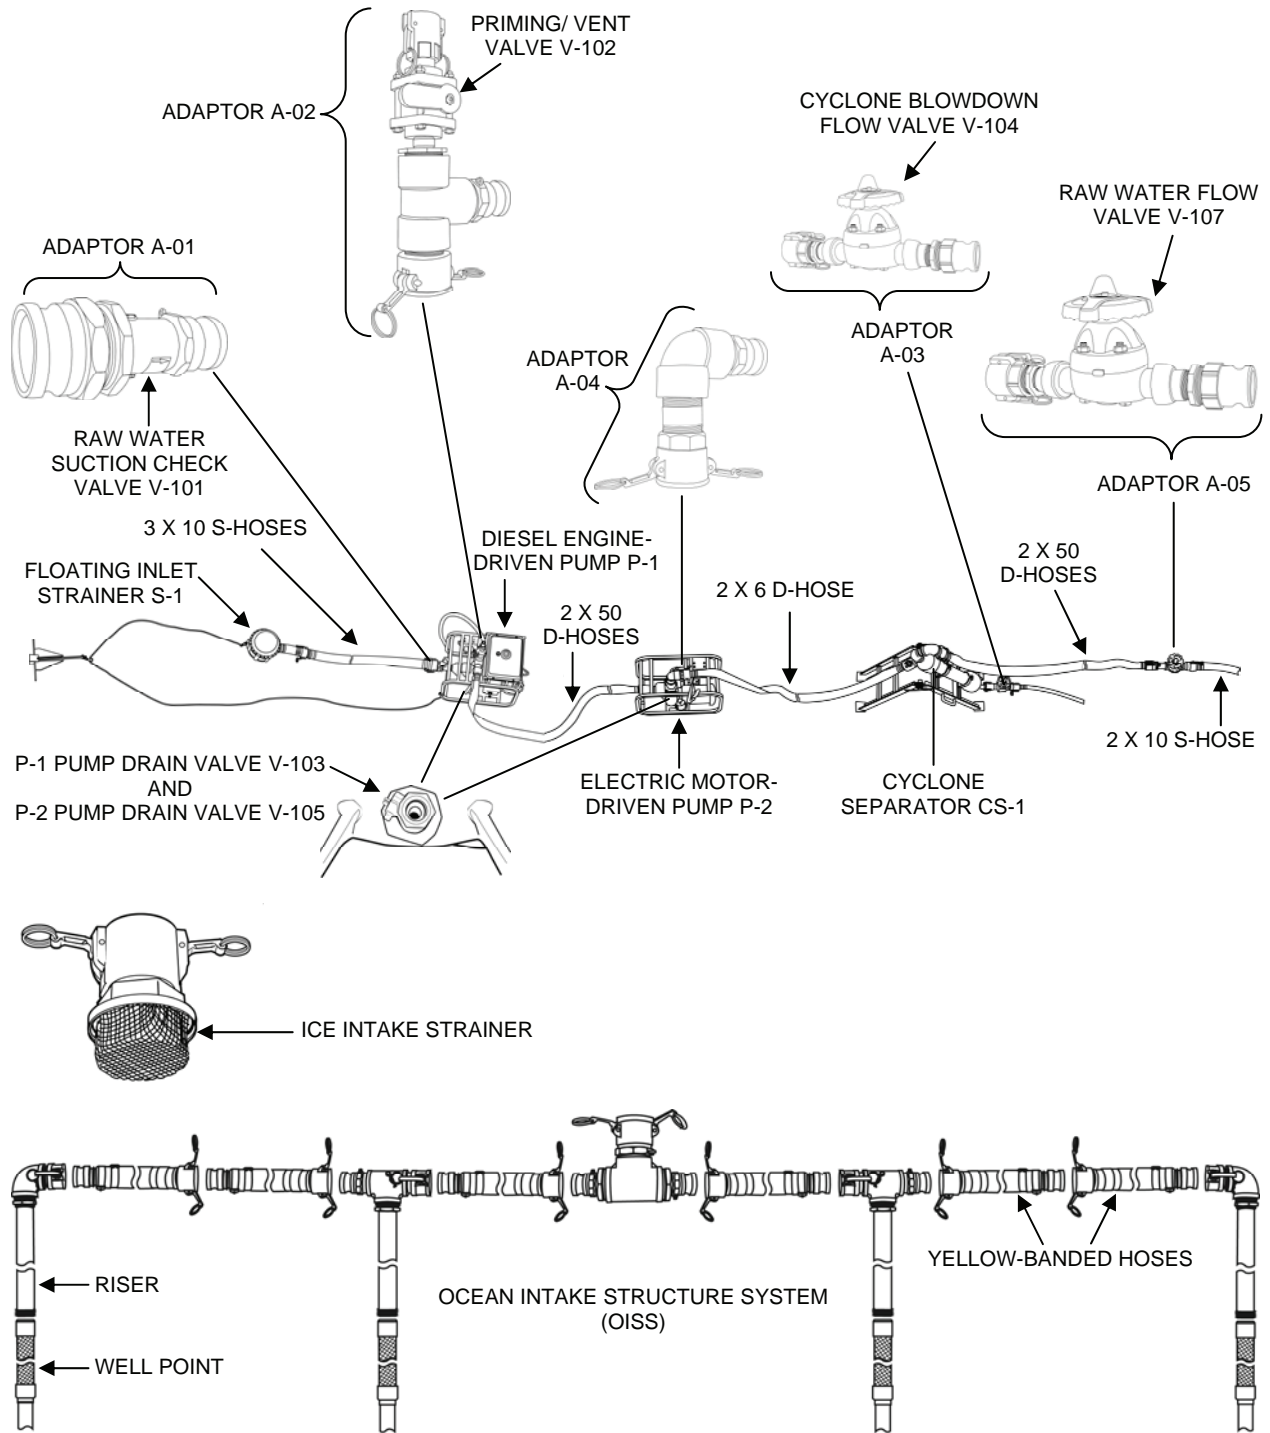 PRIMING/ VENT
VALVE V-102
ADAPTOR A-02
CYCLONE BLOWDOWN
FLOW VALVE V-104
RAW WATER FLOW
VALVE V-107
ADAPTOR A-01
ADAPTOR
A-03
ADAPTOR
A-04
RAW WATER
SUCTION CHECK
VALVE V-101
ADAPTOR A-05
3 X 10 S-HOSES
DIESEL ENGINE-
DRIVEN PUMP P-1
2 X 50
D-HOSES
FLOATING INLET
STRAINER S-1
2 X 6 D-HOSE
2 X 50
D-HOSES
2 X 10 S-HOSE
P-1 PUMP DRAIN VALVE V-103
AND
P-2 PUMP DRAIN VALVE V-105
ELECTRIC MOTOR-
DRIVEN PUMP P-2
CYCLONE
SEPARATOR CS-1
ICE INTAKE STRAINER
YELLOW-BANDED HOSES
RISER
OCEAN INTAKE STRUCTURE SYSTEM
(OISS)
WELL POINT